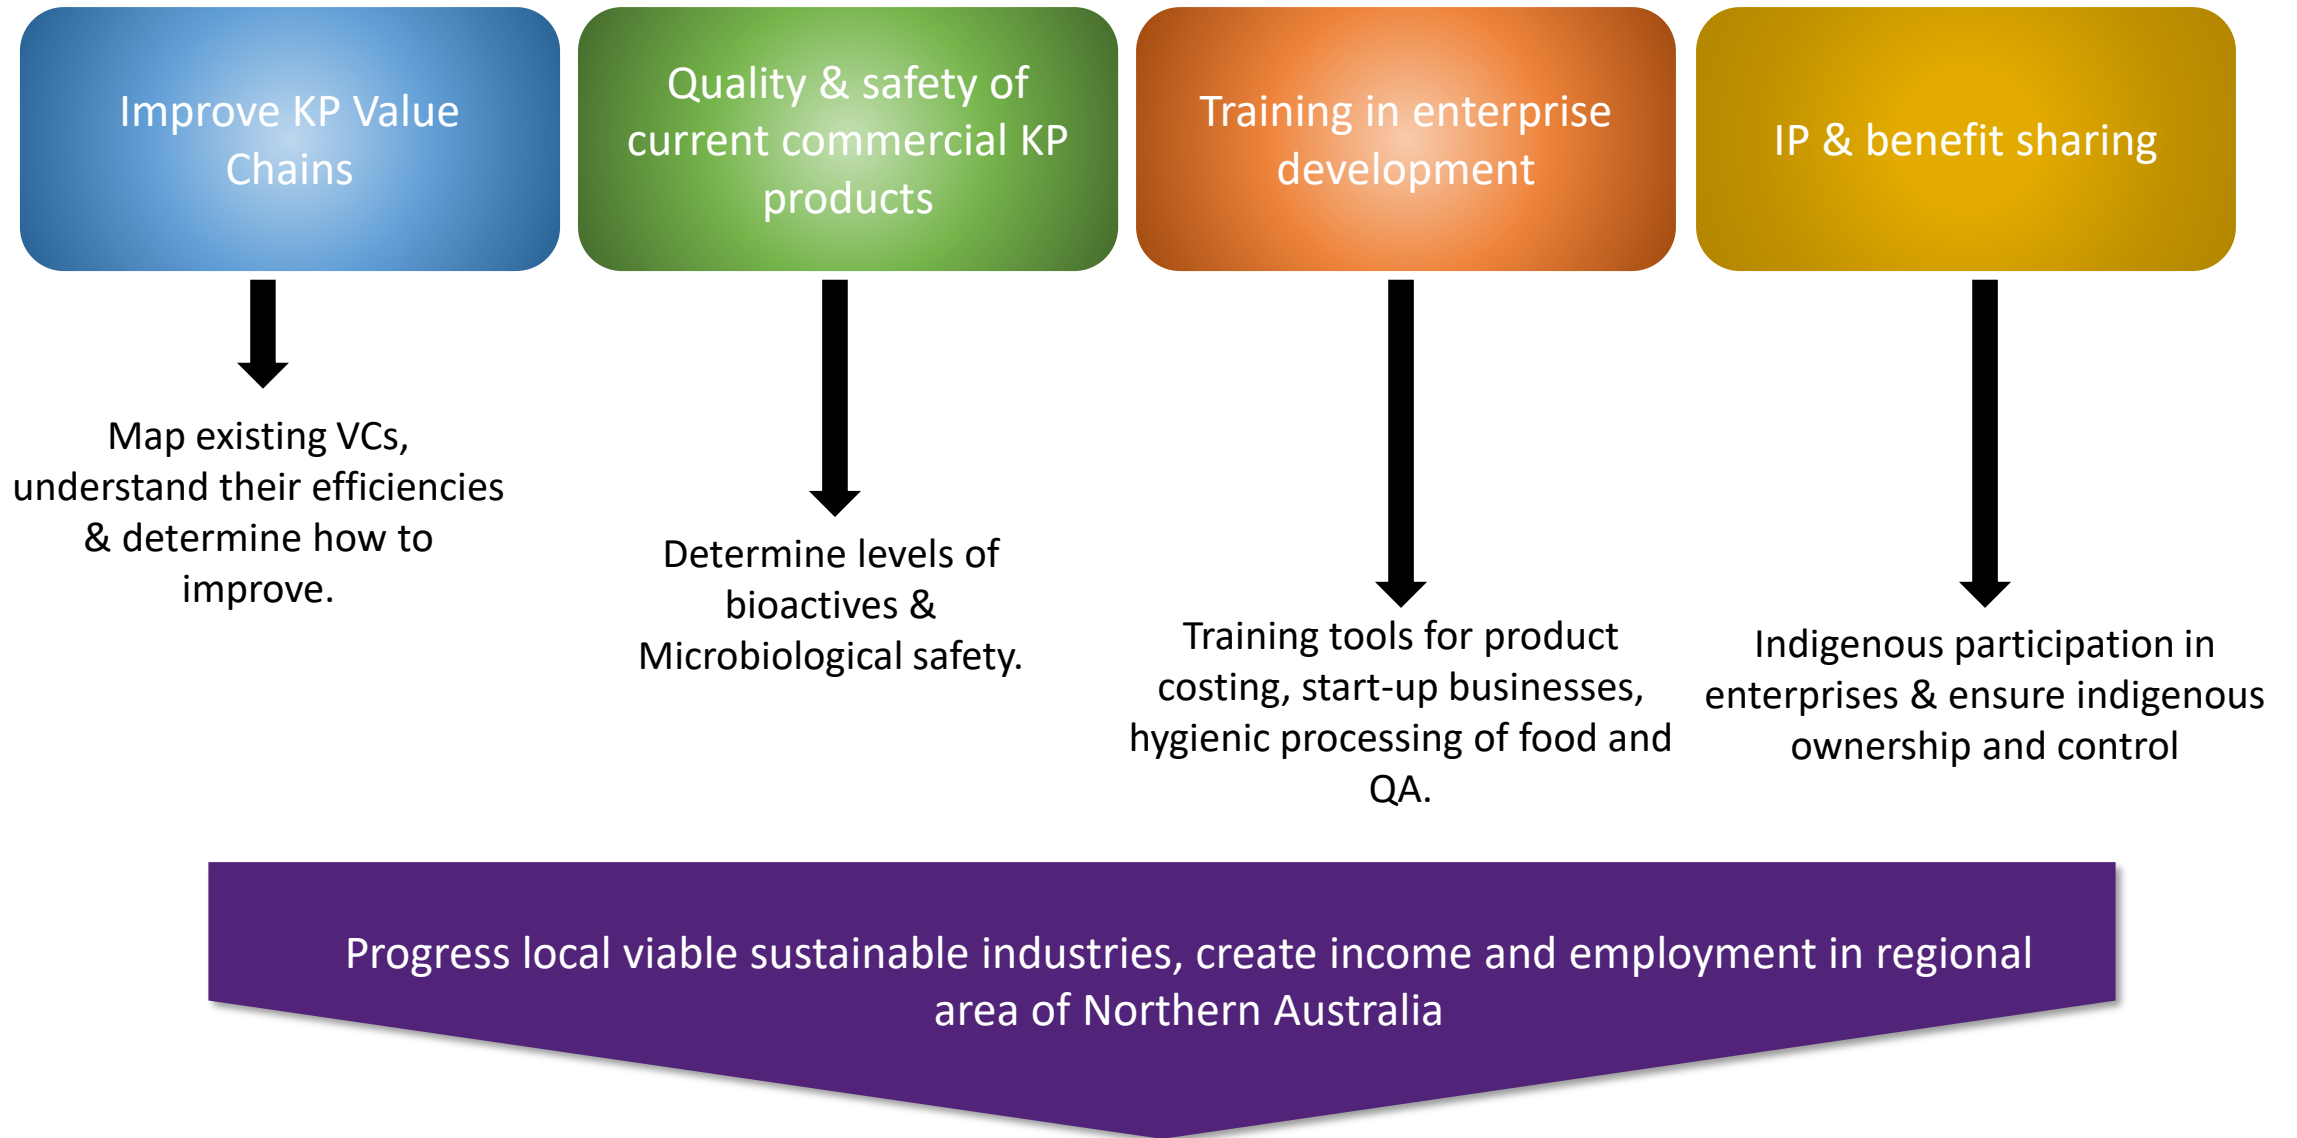 Improve KP Value
Chains
Quality & safety of
current commercial KP
products
Training in enterprise
development
IP & benefit sharing
Map existing VCs,
understand their efficiencies
& determine how to
improve.
Determine levels of
bioactives &
Microbiological safety.
Training tools for product
costing, start-up businesses,
hygienic processing of food and
QA.
Indigenous participation in
enterprises & ensure indigenous
ownership and control
Progress local viable sustainable industries, create income and employment in regional
area of Northern Australia